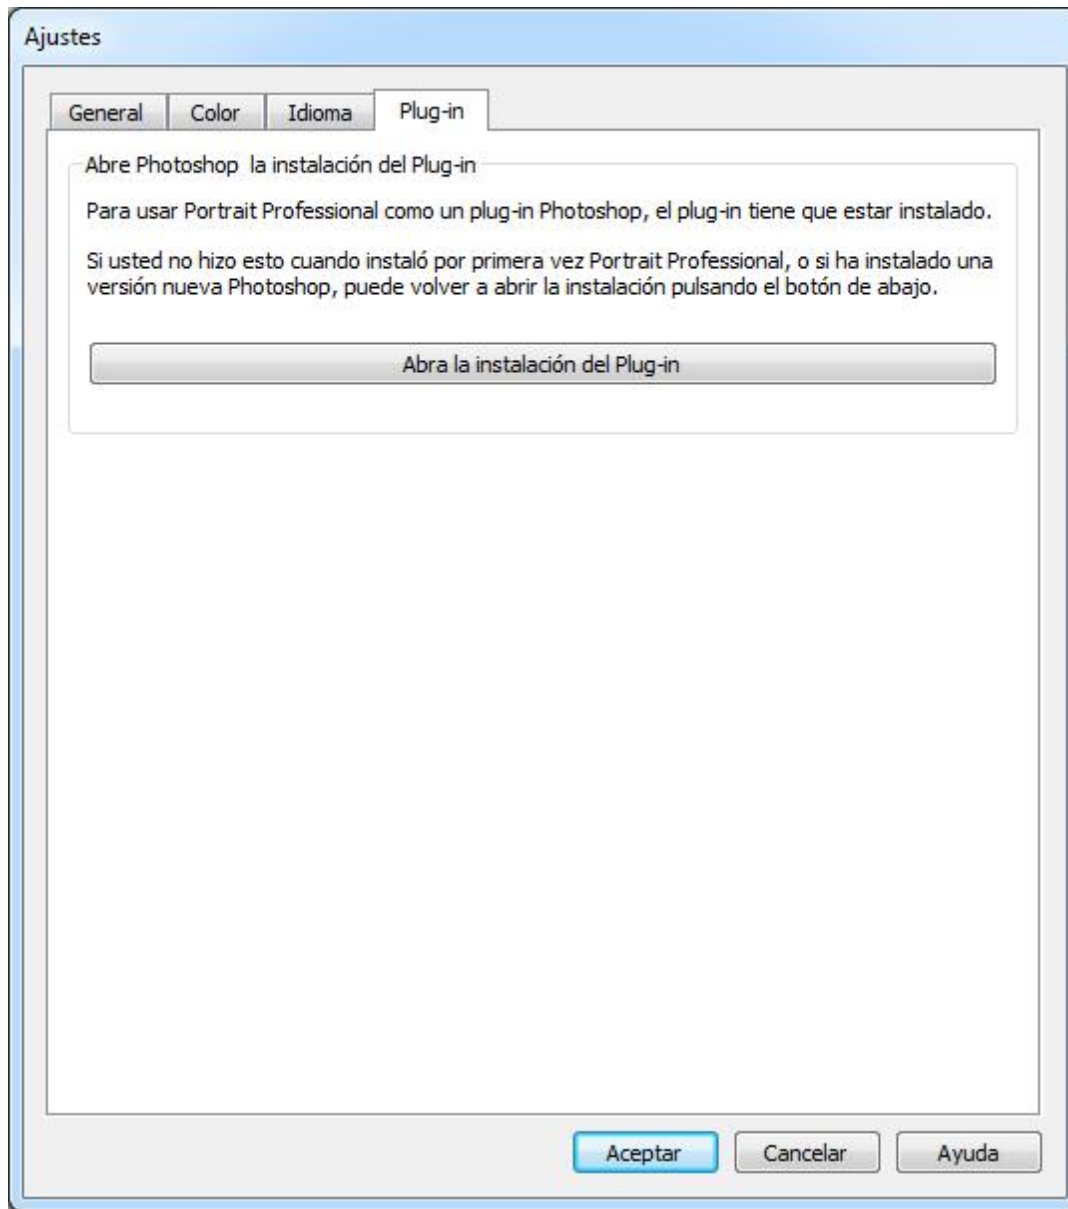 Ajustes
General Color Idioma Plug-in
Abre Photoshop  la instalación del Plug-in
Para usar Portrait Professional como un plug-in Photoshop, el plug-in tiene que estar instalado.
Si usted no hizo esto cuando instaló por primera vez Portrait Professional, o si ha instalado una
versión nueva Photoshop, puede volver a abrir la instalación pulsando el botón de abajo.
Abra la instalación del Plug-in
Aceptar Cancelar Ayuda